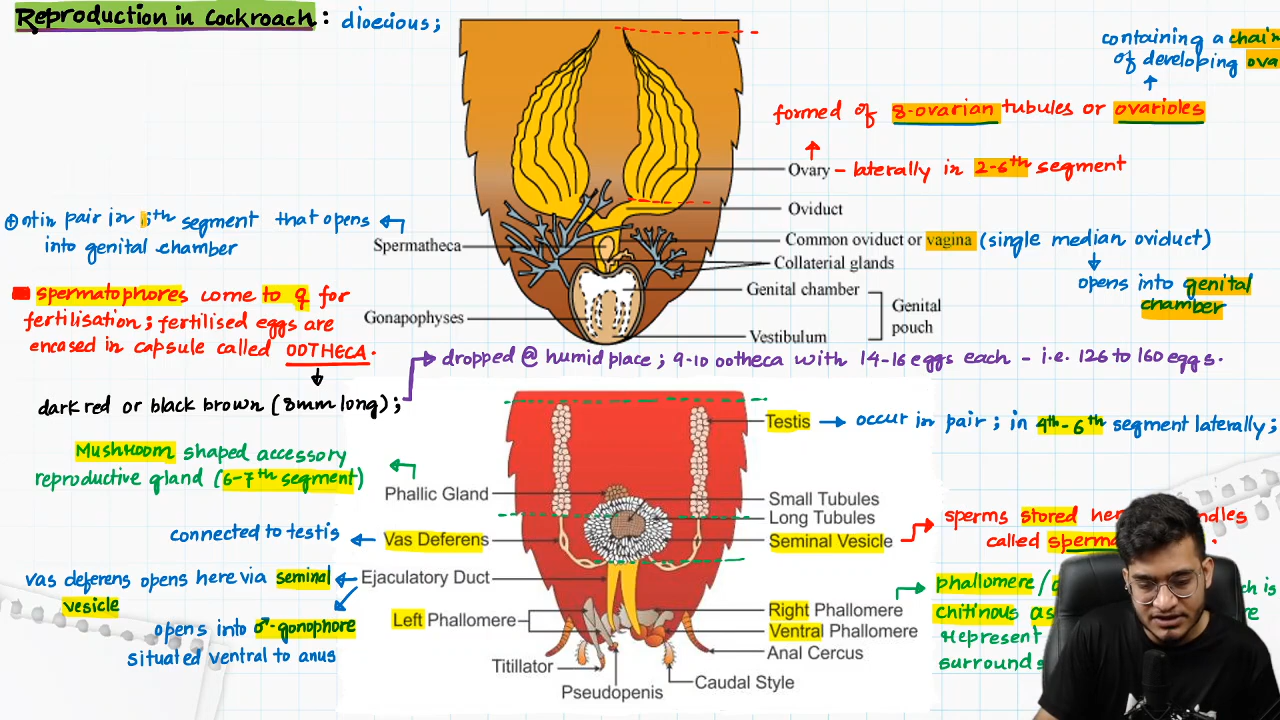 Reproduction in Cockroach: dioecious;
containing a
of developing
formed of 8-ovarian tubules or ovarioles
Ovary – laterally in 2-6th segment
Oviduct
Common oviduct or vagina (single median oviduct)
opens into genital
chamber
Collaterial glands
Genital chamber
Genital
pouch
Vestibulum
pair in segment that opens
into genital chamber
Spermatheca
Gonapophyses
spermatophores come to ♀ for
fertilisation; fertilised eggs are
encased in capsule called OOTHECA.
dropped @ humid place; 9-10 ootheca with 14-16 eggs each - i.e. 126 to 160 eggs.
dark red or black brown (8mm long);
Testis → occur in pair; in 4th-6th segment laterally;
Mushroom shaped accessory
reproductive gland (6-7th segment)
Phallic Gland
Small Tubules
Long Tubules
Seminal Vesicle
sperms stored
called
connected to testis
Vas Deferens
vas deferens opens here via seminal
vesicle
Ejaculatory Duct
opens into ♂-gonophore
situated ventral to anus
Left Phallomere
Right Phallomere
Ventral Phallomere
Anal Cercus
Titillator
Pseudopenis
Caudal Style
phallomere/
is
chitinous
Represent
surround